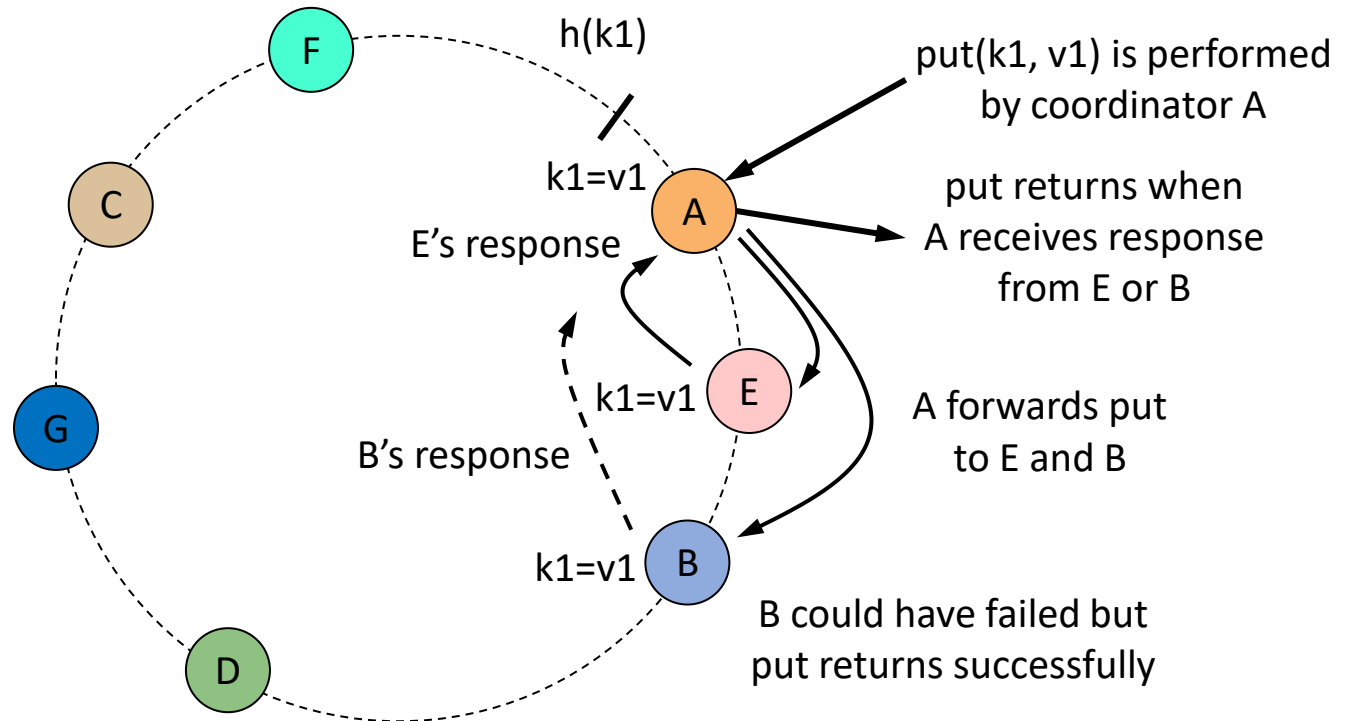 F
h(k1)
put(k1, v1) is performed
by coordinator A
k1=v1
A
C
put returns when
A receives response
from E or B
E’s response
k1=v1
E
A forwards put
to E and B
G
B’s response
k1=v1
B
B could have failed but
put returns successfully
D